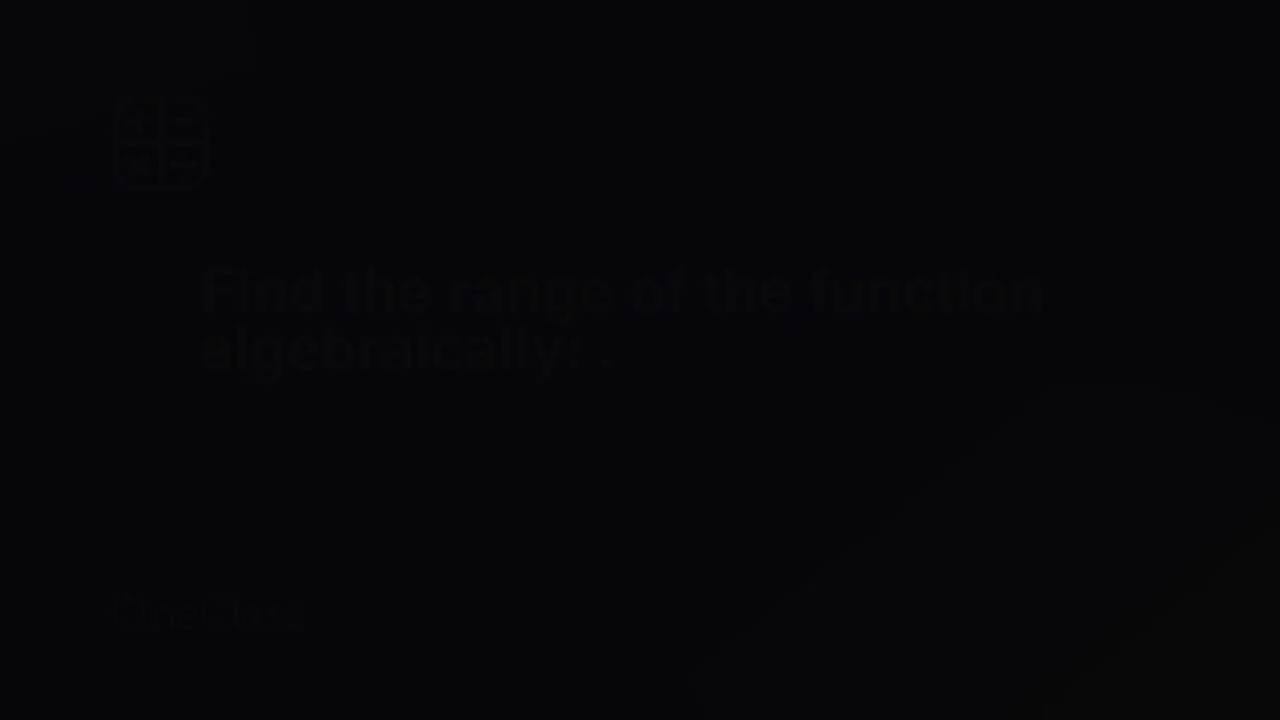 Find the range of the function
algebraically: .
OneClass